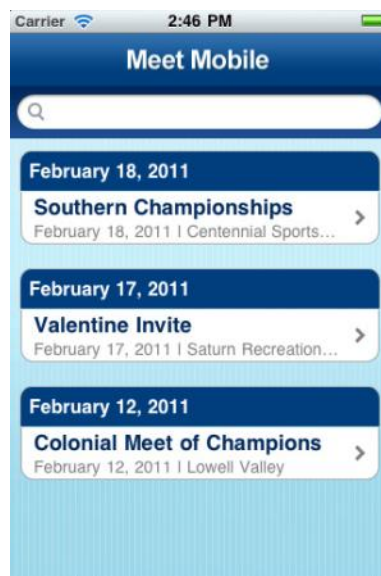 Carrier 2:46 PM
Meet Mobile
February 18, 2011
Southern Championships
February 18, 2011 | Centennial Sports...
February 17, 2011
Valentine Invite
February 17, 2011 | Saturn Recreation...
February 12, 2011
Colonial Meet of Champions
February 12, 2011 | Lowell Valley